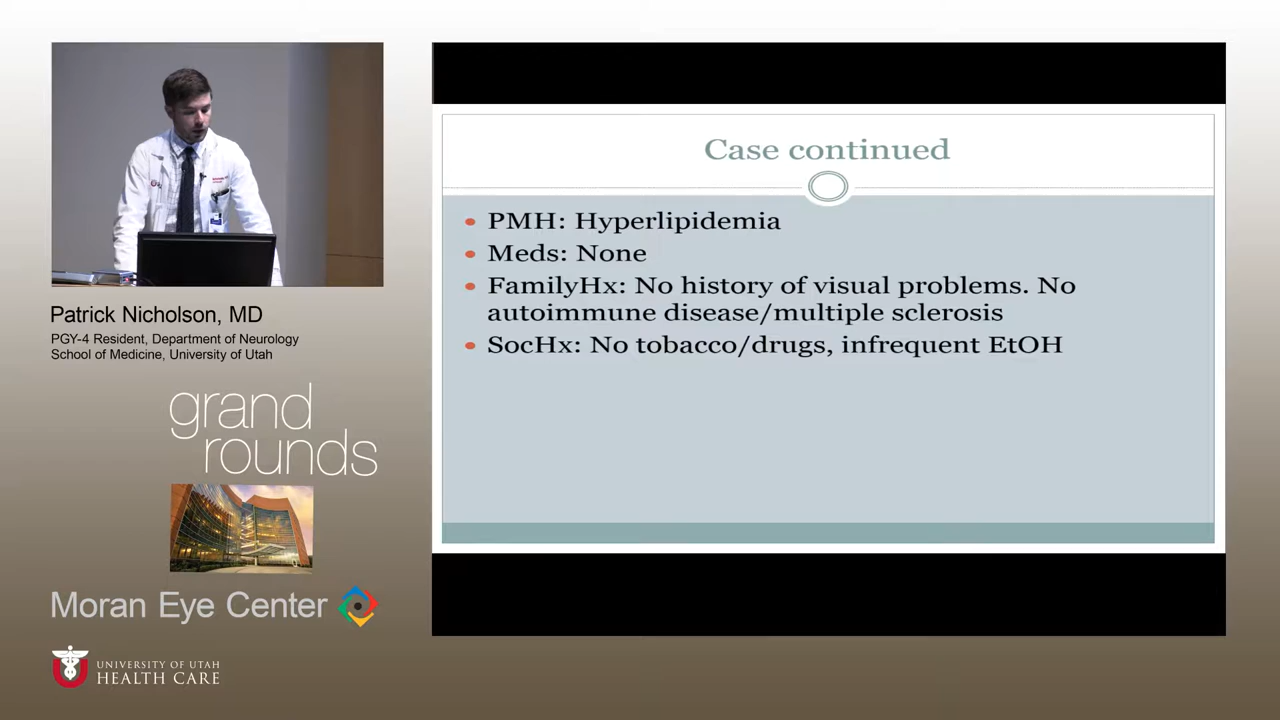 Patrick Nicholson, MD
PGY-4 Resident, Department of Neurology
School of Medicine, University of Utah
grand
rounds
Moran Eye Center
UNIVERSITY OF UTAH
HEALTH CARE
Case continued
• PMH: Hyperlipidemia
• Meds: None
• FamilyHx: No history of visual problems. No
autoimmune disease/multiple sclerosis
• SocHx: No tobacco/drugs, infrequent EtOH